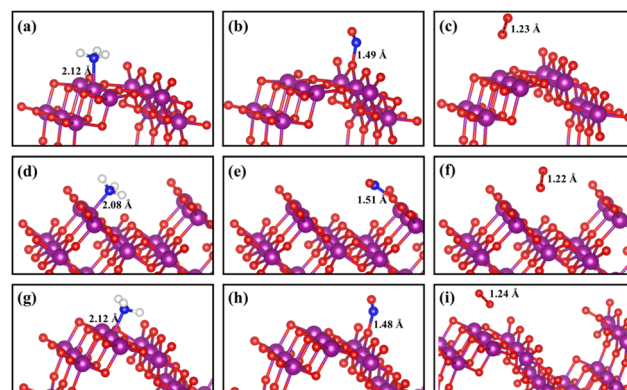 (a)
2.12 Å
(b)
1.49 Å
(c)
1.23 Å
(d)
2.08 Å
(e)
1.51 Å
(f)
1.22 Å
(g)
2.12 Å
(h)
1.48 Å
(i)
1.24 Å